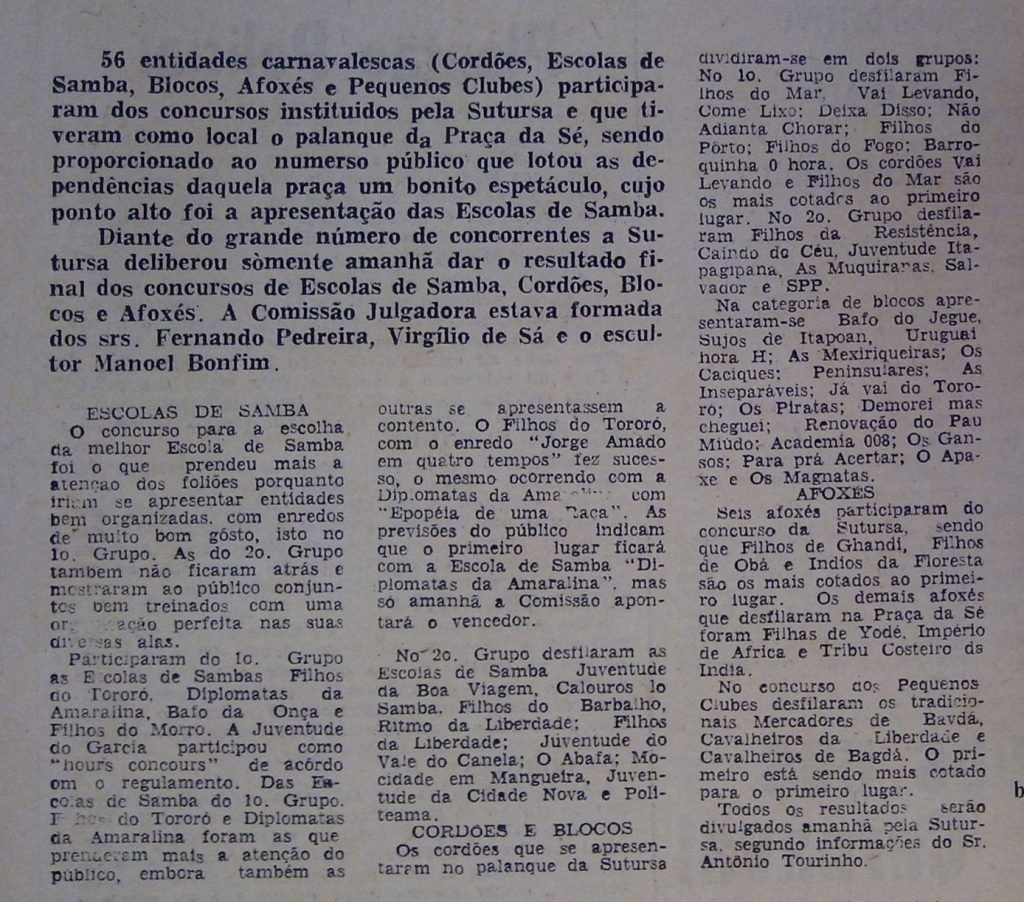 56 entidades carnavalescas (Cordões, Escolas de
Samba, Blocos, Afoxés e Pequenos Clubes) participa-
ram dos concursos instituidos pela Sutursa e que ti-
veram como local o palanque da Praça da Sé, sendo
proporcionado ao numerso público que lotou as de-
pendências daquela praça um bonito espetáculo, cujo
ponto alto foi a apresentação das Escolas de Samba.
Diante do grande número de concorrentes a Su-
tursa deliberou sòmente amanhã dar o resultado fi-
nal dos concursos de Escolas de Samba, Cordões, Blo-
cos e Afoxés. A Comissão Julgadora estava formada
dos srs. Fernando Pedreira, Virgílio de Sá e o escul-
tor Manoel Bonfim.
ESCOLAS DE SAMBA
O concurso para a escolha
da melhor Escola de Samba
foi o que prendeu mais a
atenção dos foliões porquanto
iriam se apresentar entidades
bem organizadas, com enredos
de muito bom gôsto, isto no
1o. Grupo. As do 2o. Grupo
tambem não ficaram atrás e
mostraram ao público conjun-
tos bem treinados com uma
perfeita nas suas
diversas alas.
Participaram do 1o. Grupo
as Escolas de Sambas Filhos
do Tororó, Diplomatas da
Amaralina, Bafo da Onça e
Filhos do Morro. A Juventude
do Garcia participou como
"hours concours" de acôrdo
om o regulamento. Das Es-
colas de Samba do 1o. Grupo.
do Tororo e Diplomatas
da Amaralina foram as que
prenderam mais a atenção do
público, embora também as
outras se apresentassem a
contento. O Filhos do Tororó,
com o enredo "Jorge Amado
em quatro tempos" fez suces-
so, o mesmo ocorrendo com a
Diplomatas da Amaralina com
"Epopéia de uma Raça". As
previsões do público indicam
que o primeiro lugar ficará
com a Escola de Samba "Di-
plomatas da Amaralina", mas
só amanhã a Comissão apon-
tará o vencedor.
No 2o. Grupo desfilaram as
Escolas de Samba Juventude
da Boa Viagem, Calouros do
Samba, Filhos do Barbalho,
Ritmo da Liberdade; Filhos
da Liberdade; Juventude do
Vale do Canela; O Abafa; Mo-
cidade em Mangueira, Juven-
tude da Cidade Nova e Poli-
teama.
CORDÕES E BLOCOS
Os cordões que se apresen-
taram no palanque da Sutursa
dividiram-se em dois grupos:
No 1o. Grupo desfilaram Fi-
lhos do Mar, Vai Levando,
Come Lixo; Deixa Disso; Não
Adianta Chorar; Filhos do
Pôrto; Filhos do Fogo; Barro-
quinha 0 hora. Os cordões Vai
Levando e Filhos do Mar são
os mais cotados ao primeiro
lugar. No 2o. Grupo desfila-
ram Filhos da Resistência,
Caindo do Céu, Juventude Ita-
pagipana, As Muquiranas, Sal-
vador e SPP.
Na categoria de blocos apre-
sentaram-se Bafo do Jegue,
Sujos de Itapoan, Uruguai
hora H; As Mexiriqueiras; Os
Caciques; Peninsulares; As
Inseparáveis; Já vai do Toro-
ró; Os Piratas; Demorei mas
cheguei; Renovação do Pau
Miúdo; Academia 008; Os Gan-
sos; Para prá Acertar; O Apa-
xe e Os Magnatas.
AFOXÉS
Seis afoxés participaram do
concurso da Sutursa, sendo
que Filhos de Ghandi, Filhos
de Obá e Indios da Floresta
são os mais cotados ao primei-
ro lugar. Os demais afoxés
que desfilaram na Praça da Sé
foram Filhas de Yodé, Império
de Africa e Tribu Costeiro da
India.
No concurso dos Pequenos
Clubes desfilaram os tradicio-
nais Mercadores de Bavdá,
Cavalheiros da Liberdade e
Cavalheiros de Bagdá. O pri-
meiro está sendo mais cotado
para o primeiro lugar.
Todos os resultados serão
divulgados amanhã pela Sutur-
sa, segundo informações do Sr.
Antônio Tourinho.
b